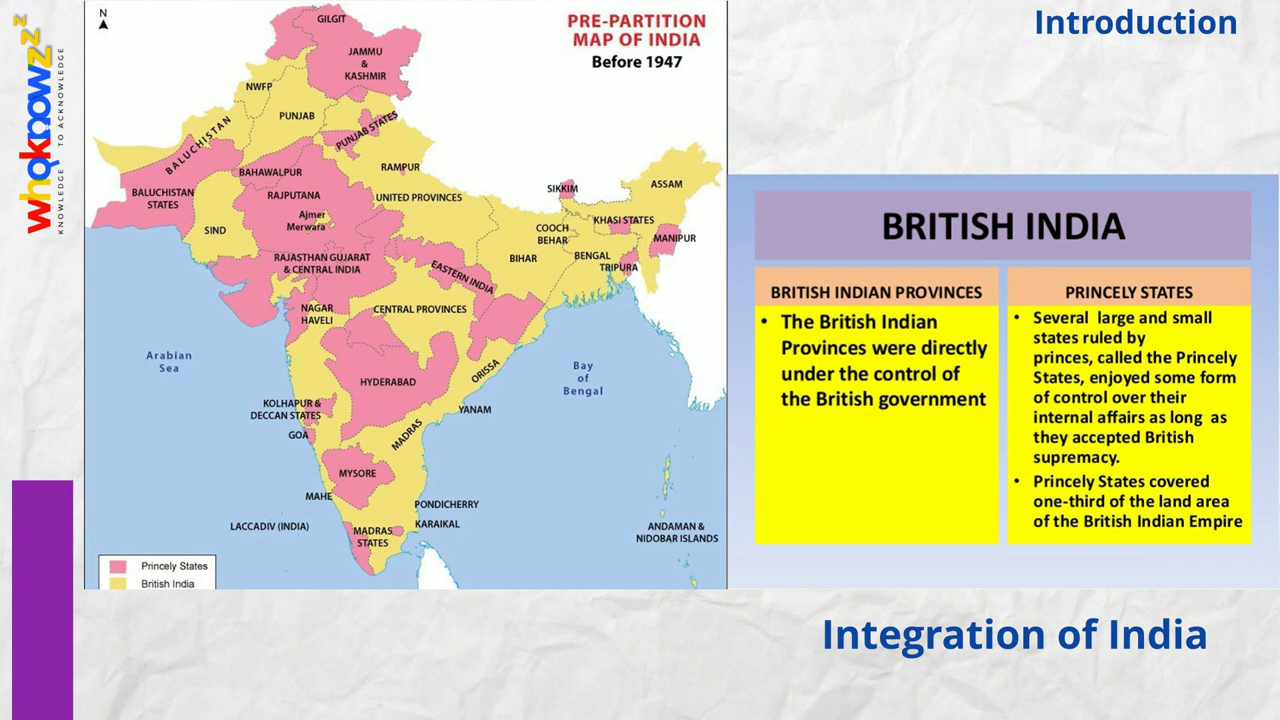 Introduction
whqknowzzz
KNOWLEDGE TO ACKNOWLEDGE
N
PRE-PARTITION
MAP OF INDIA
Before 1947
GILGIT
JAMMU
&
KASHMIR
NWFP
PUNJAB
PUNJAB STATES
BALUCHISTAN
BAHAWALPUR
RAMPUR
BALUCHISTAN
STATES
RAJPUTANA
UNITED PROVINCES
SIKKIM
ASSAM
Ajmer
Merwara
SIND
KHASI STATES
COOCH
BEHAR
MANIPUR
RAJASTHAN GUJARAT
& CENTRAL INDIA
EASTERN INDIA
BIHAR
BENGAL
TRIPURA
NAGAR
HAVELI
CENTRAL PROVINCES
Arabian
Sea
Bay
of
Bengal
HYDERABAD
ORISSA
KOLHAPUR &
DECCAN STATES
YANAM
GOA
MADRAS
MYSORE
MAHE
PONDICHERRY
LACCADIV (INDIA)
MADRAS
STATES
KARAIKAL
ANDAMAN &
NIDOBAR ISLANDS
Princely States
British India
BRITISH INDIA
BRITISH INDIAN PROVINCES
• The British Indian
Provinces were directly
under the control of
the British government
PRINCELY STATES
• Several large and small
states ruled by
princes, called the Princely
States, enjoyed some form
of control over their
internal affairs as long as
they accepted British
supremacy.
• Princely States covered
one-third of the land area
of the British Indian Empire
Integration of India